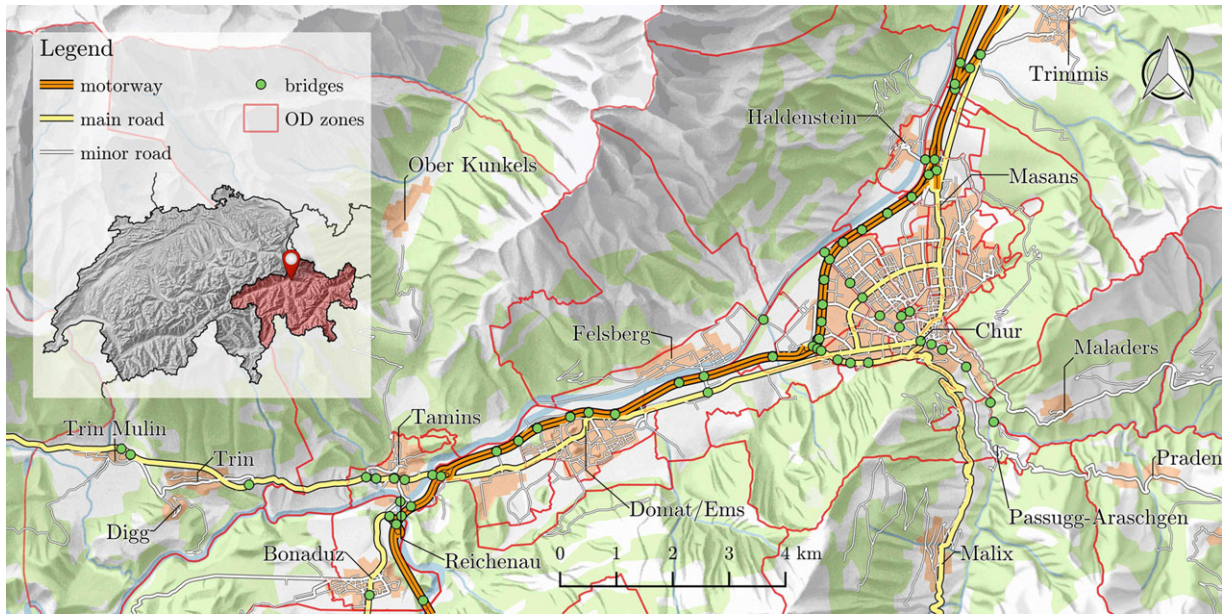 Legend
motorway
bridges
main road
OD zones
minor road
Trimmis
Haldenstein
Ober Kunkels
Masans
Felsberg
Chur
Maladers
Tamins
Trin Mulin
Trin
Praden
Digg
Domat/Ems
Passugg-Araschgen
Bonaduz
Reichenau
Malix
0 1 2 3 4 km